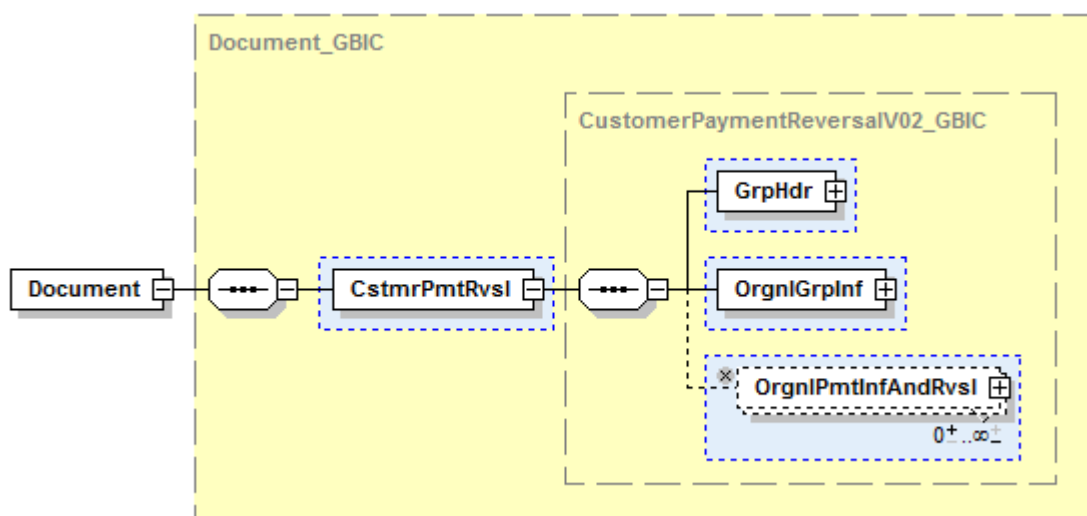 Document_GBIC
CustomerPaymentReversalV02_GBIC
GrpHdr
Document
CstmrPmtRvsl
OrgnlGrpInf
OrgnlPmtInfAndRvsl
0..∞